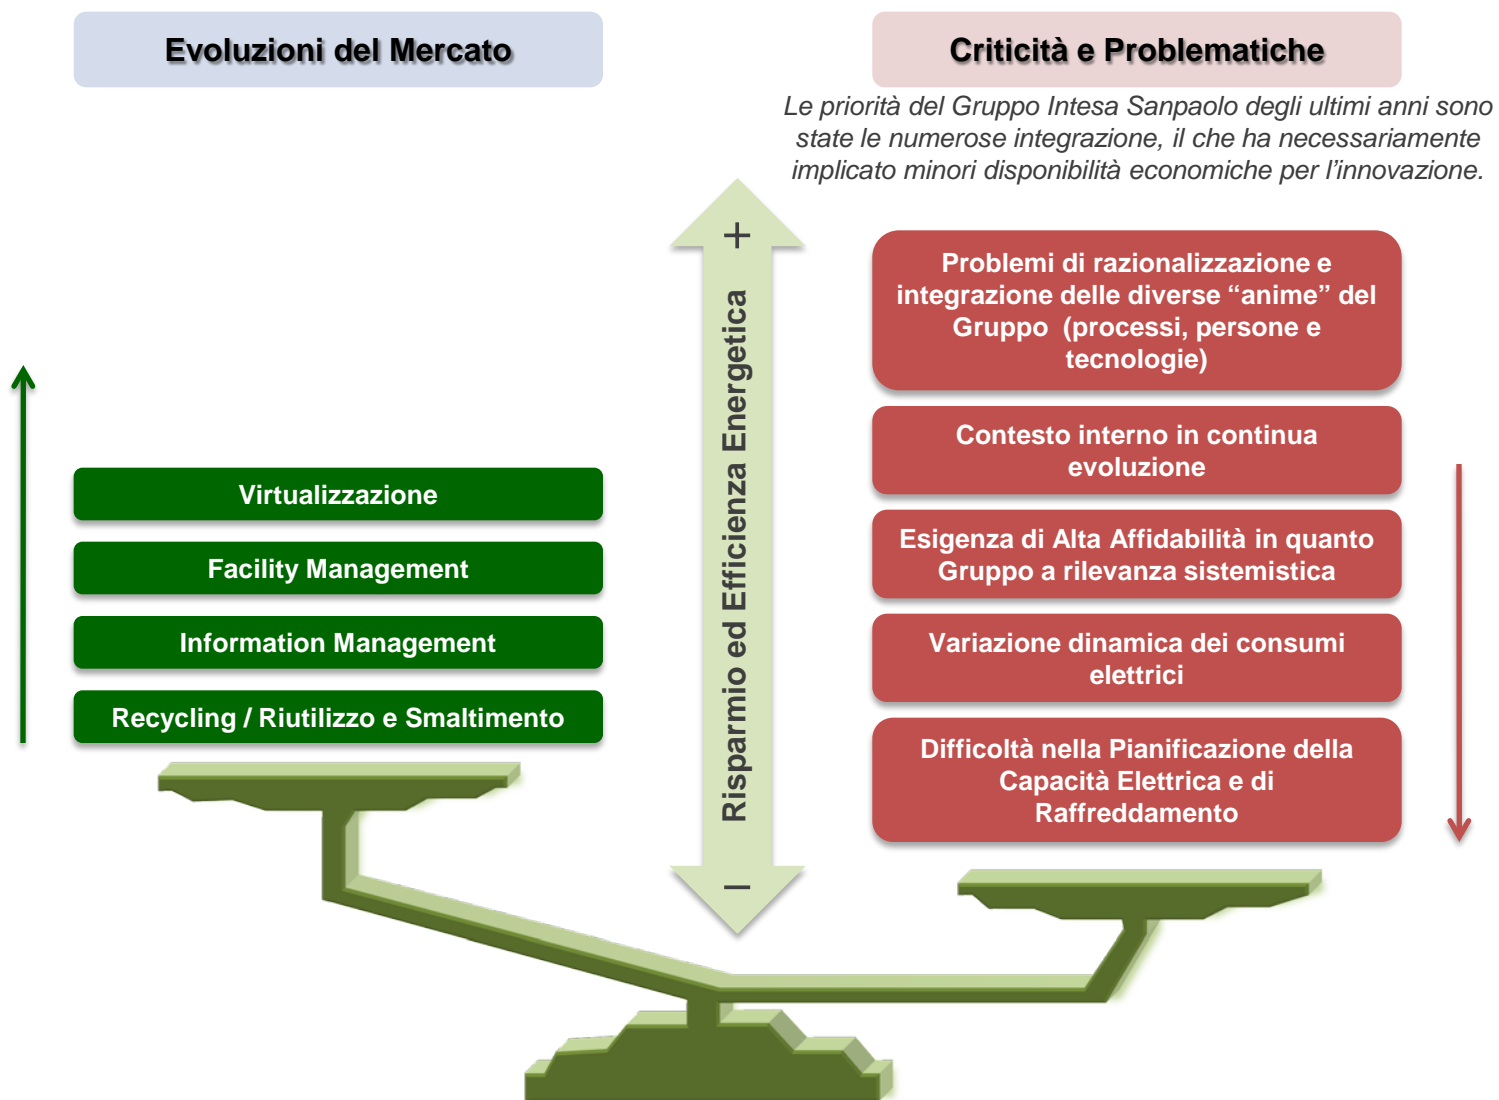 Evoluzioni del Mercato
Criticità e Problematiche
Le priorità del Gruppo Intesa Sanpaolo degli ultimi anni sono
state le numerose integrazione, il che ha necessariamente
implicato minori disponibilità economiche per l’innovazione.
Virtualizzazione
Facility Management
Information Management
Recycling / Riutilizzo e Smaltimento
+
Risparmio ed Efficienza Energetica
–
Problemi di razionalizzazione e
integrazione delle diverse “anime” del
Gruppo (processi, persone e
tecnologie)
Contesto interno in continua
evoluzione
Esigenza di Alta Affidabilità in quanto
Gruppo a rilevanza sistemistica
Variazione dinamica dei consumi
elettrici
Difficoltà nella Pianificazione della
Capacità Elettrica e di
Raffreddamento